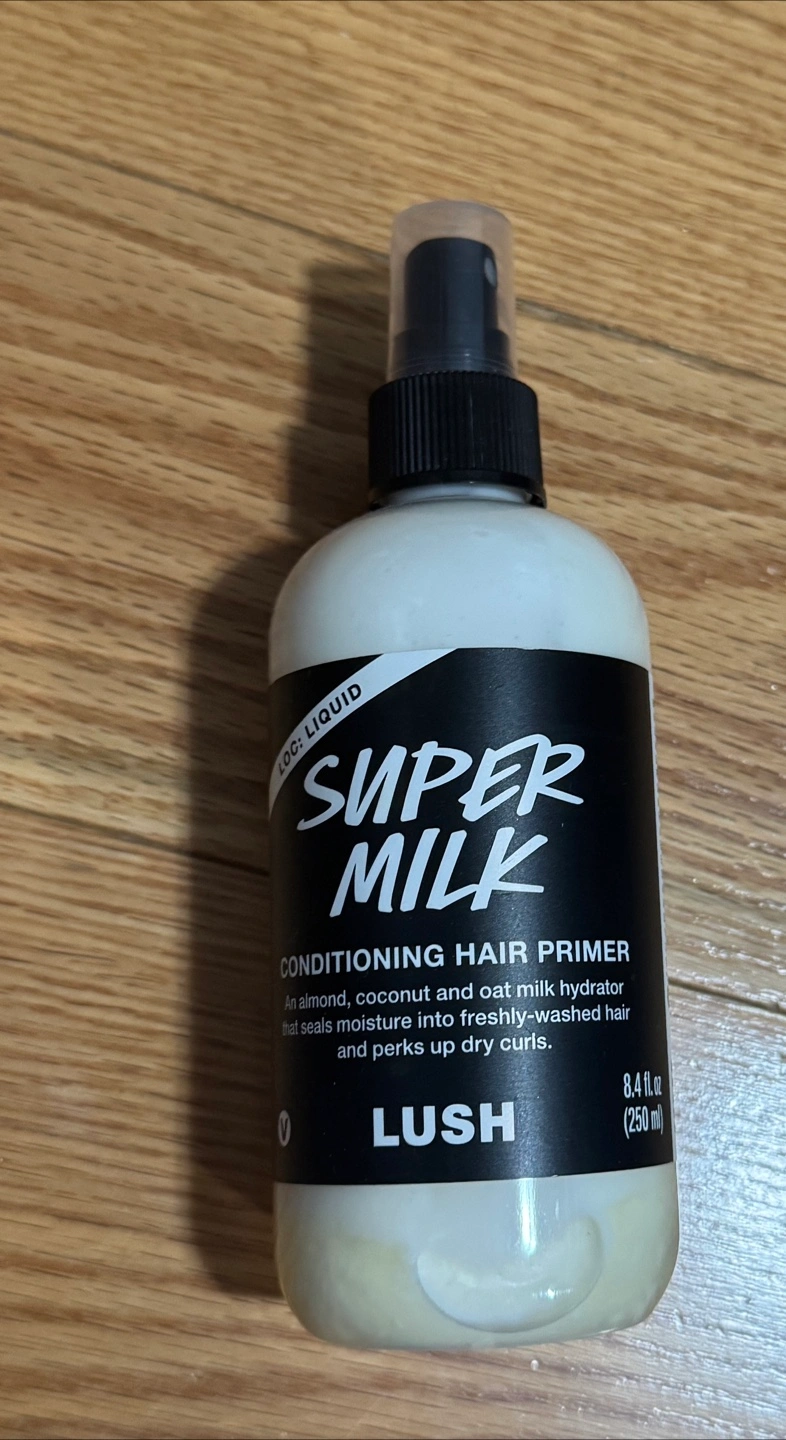 LOC: LIQUID
SUPER
MILK
CONDITIONING HAIR PRIMER
An almond, coconut and oat milk hydrator
that seals moisture into freshly-washed hair
and perks up dry curls.
8.4 fl. oz
(250 ml)
V
LUSH